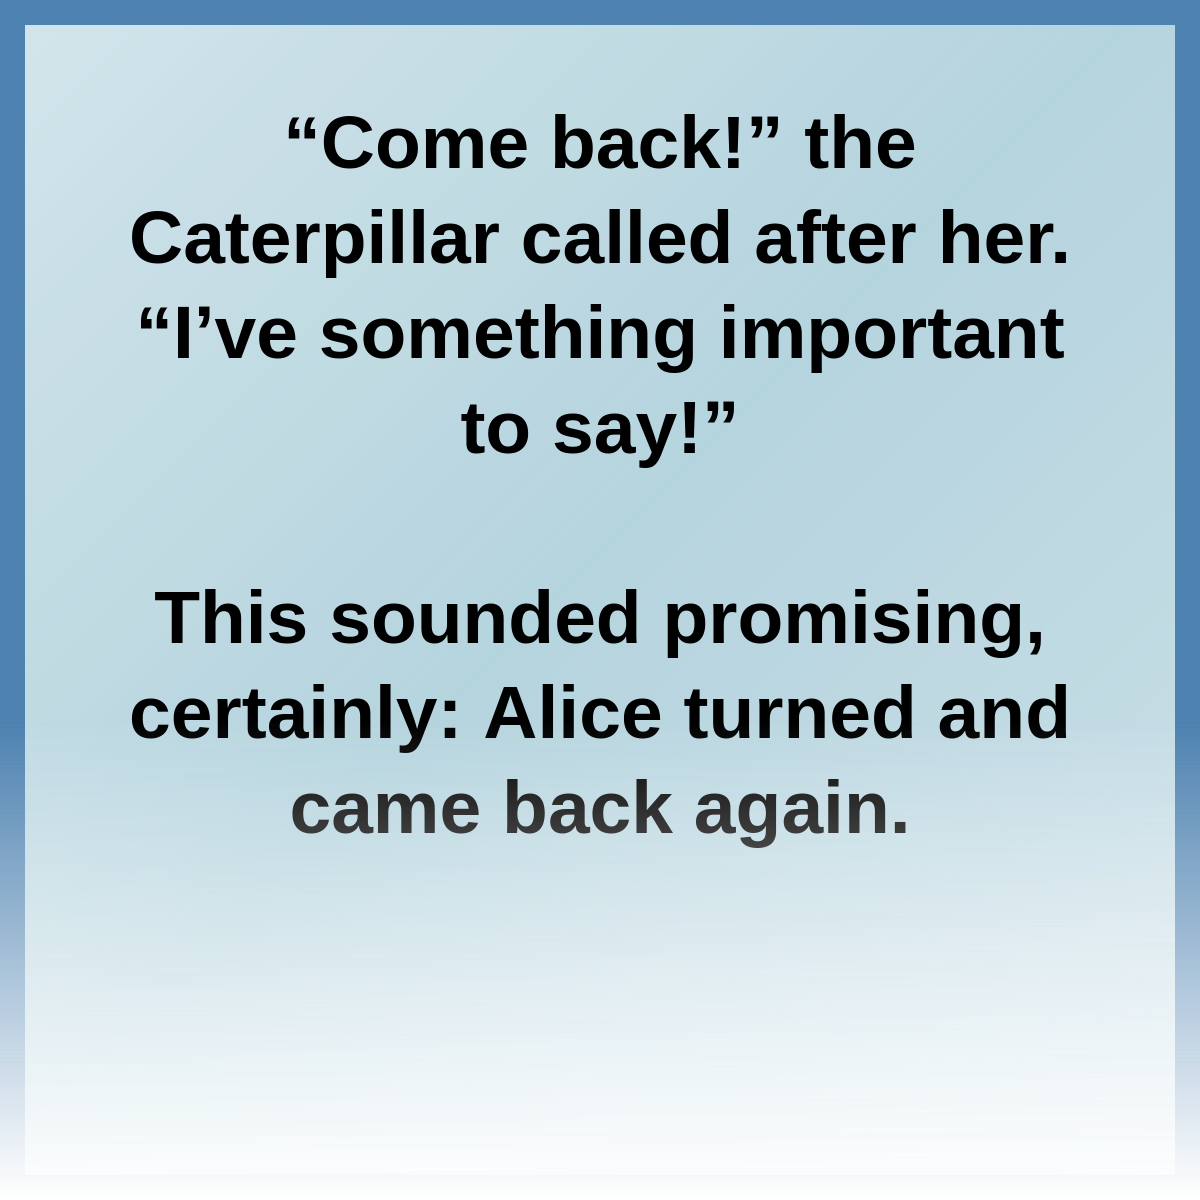 “Come back!” the
Caterpillar called after her.
“I’ve something important
to say!”
This sounded promising,
certainly: Alice turned and
came back again.